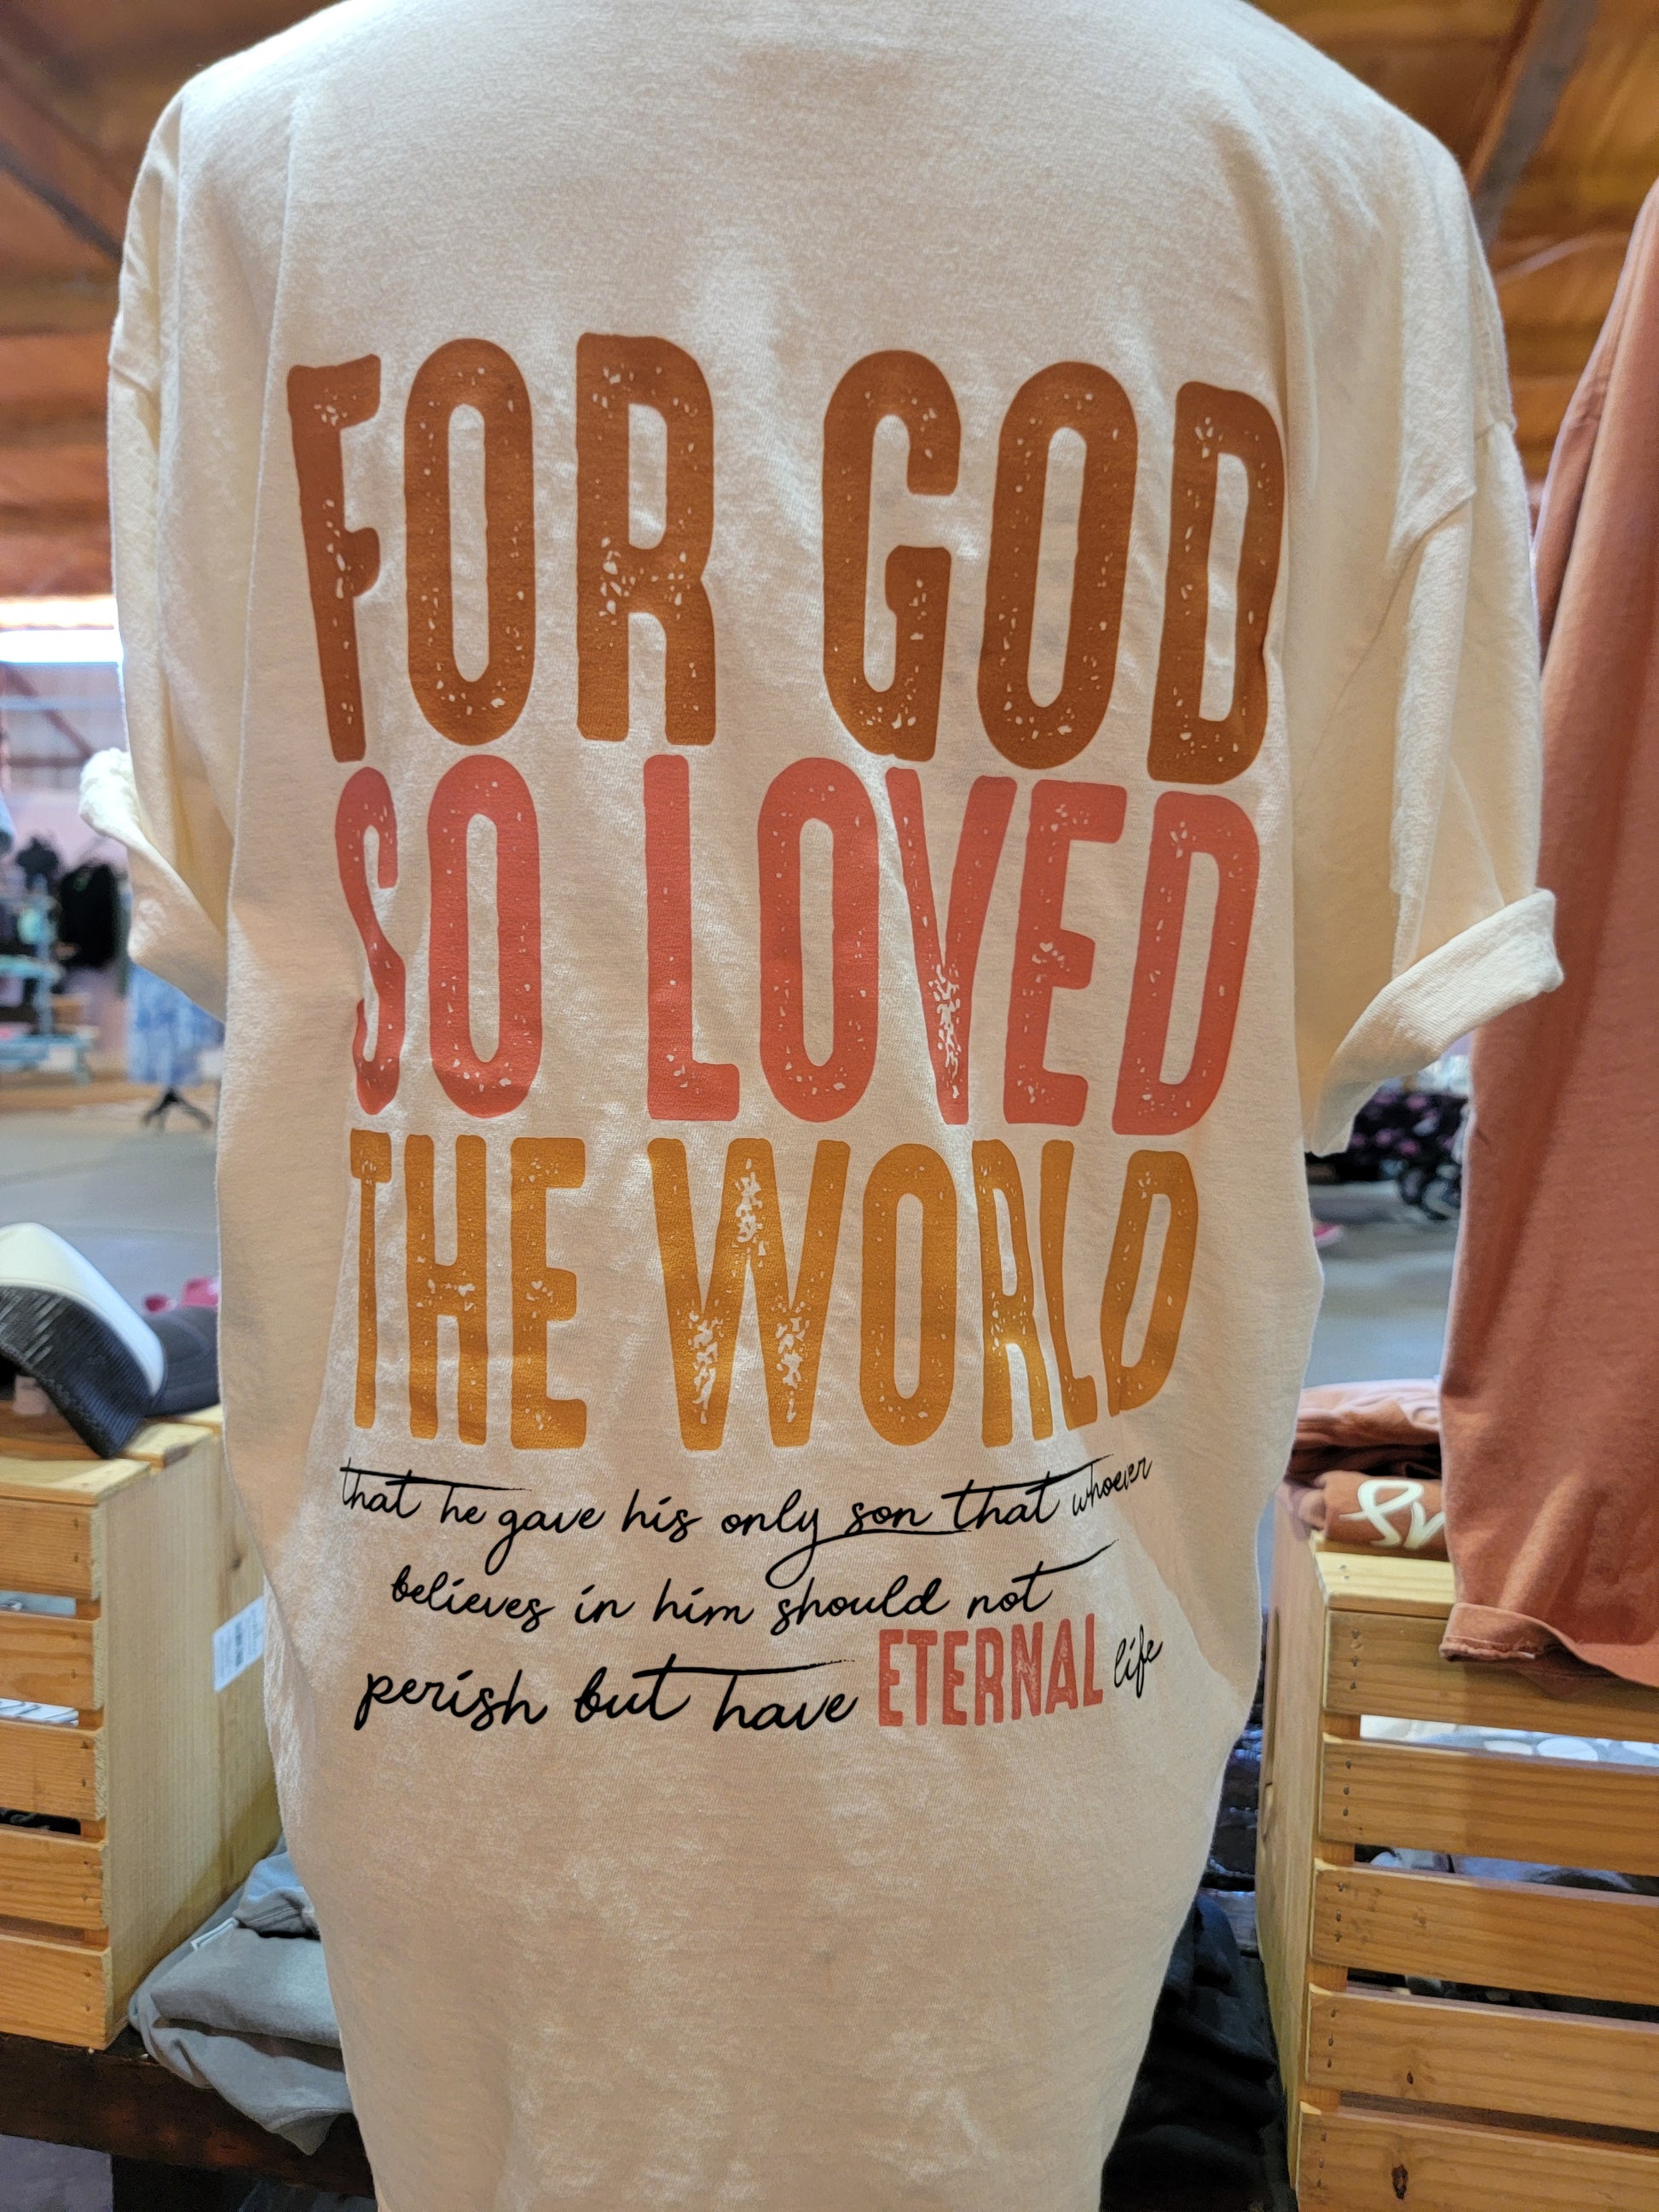 FOR GOD
SO LOVED
THE WORLD
that he gave his only son that whoever
believes in him should not
perish but have ETERNAL life